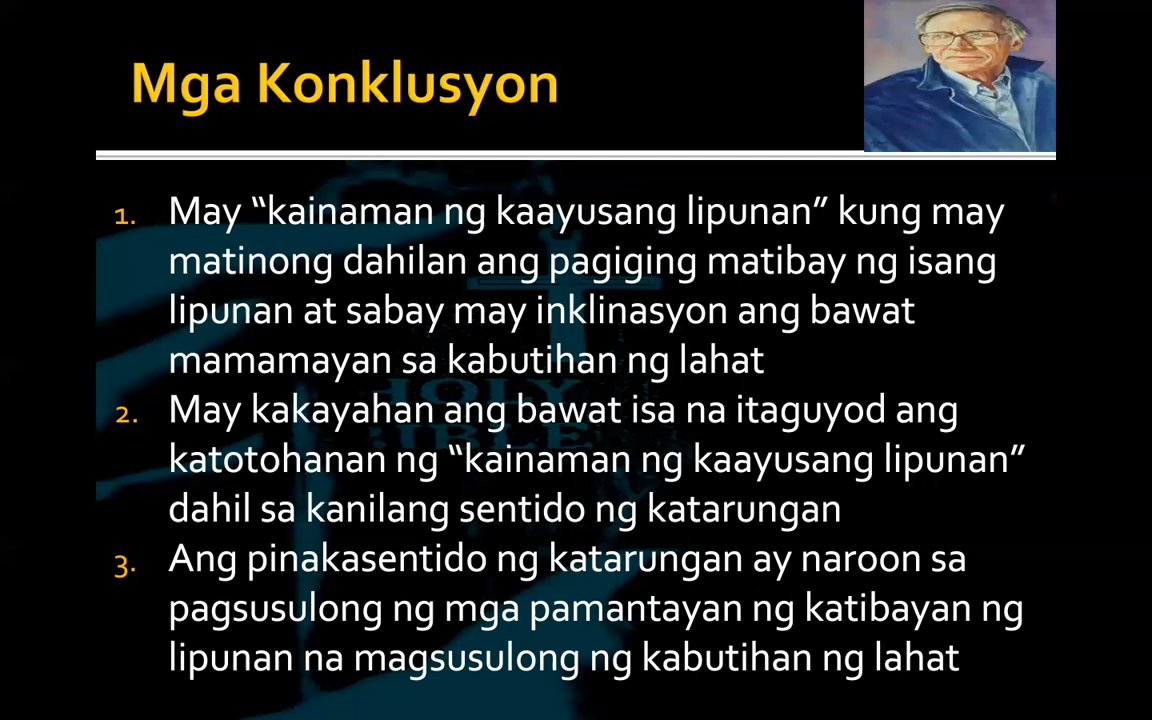 Mga Konklusyon
1. May “kainaman ng kaayusang lipunan” kung may
matinong dahilan ang pagiging matibay ng isang
lipunan at sabay may inklinasyon ang bawat
mamamayan sa kabutihan ng lahat
2. May kakayahan ang bawat isa na itaguyod ang
katotohanan ng “kainaman ng kaayusang lipunan”
dahil sa kanilang sentido ng katarungan
3. Ang pinakasentido ng katarungan ay naroon sa
pagsusulong ng mga pamantayan ng katibayan ng
lipunan na magsusulong ng kabutihan ng lahat
HOLY
BIBLE